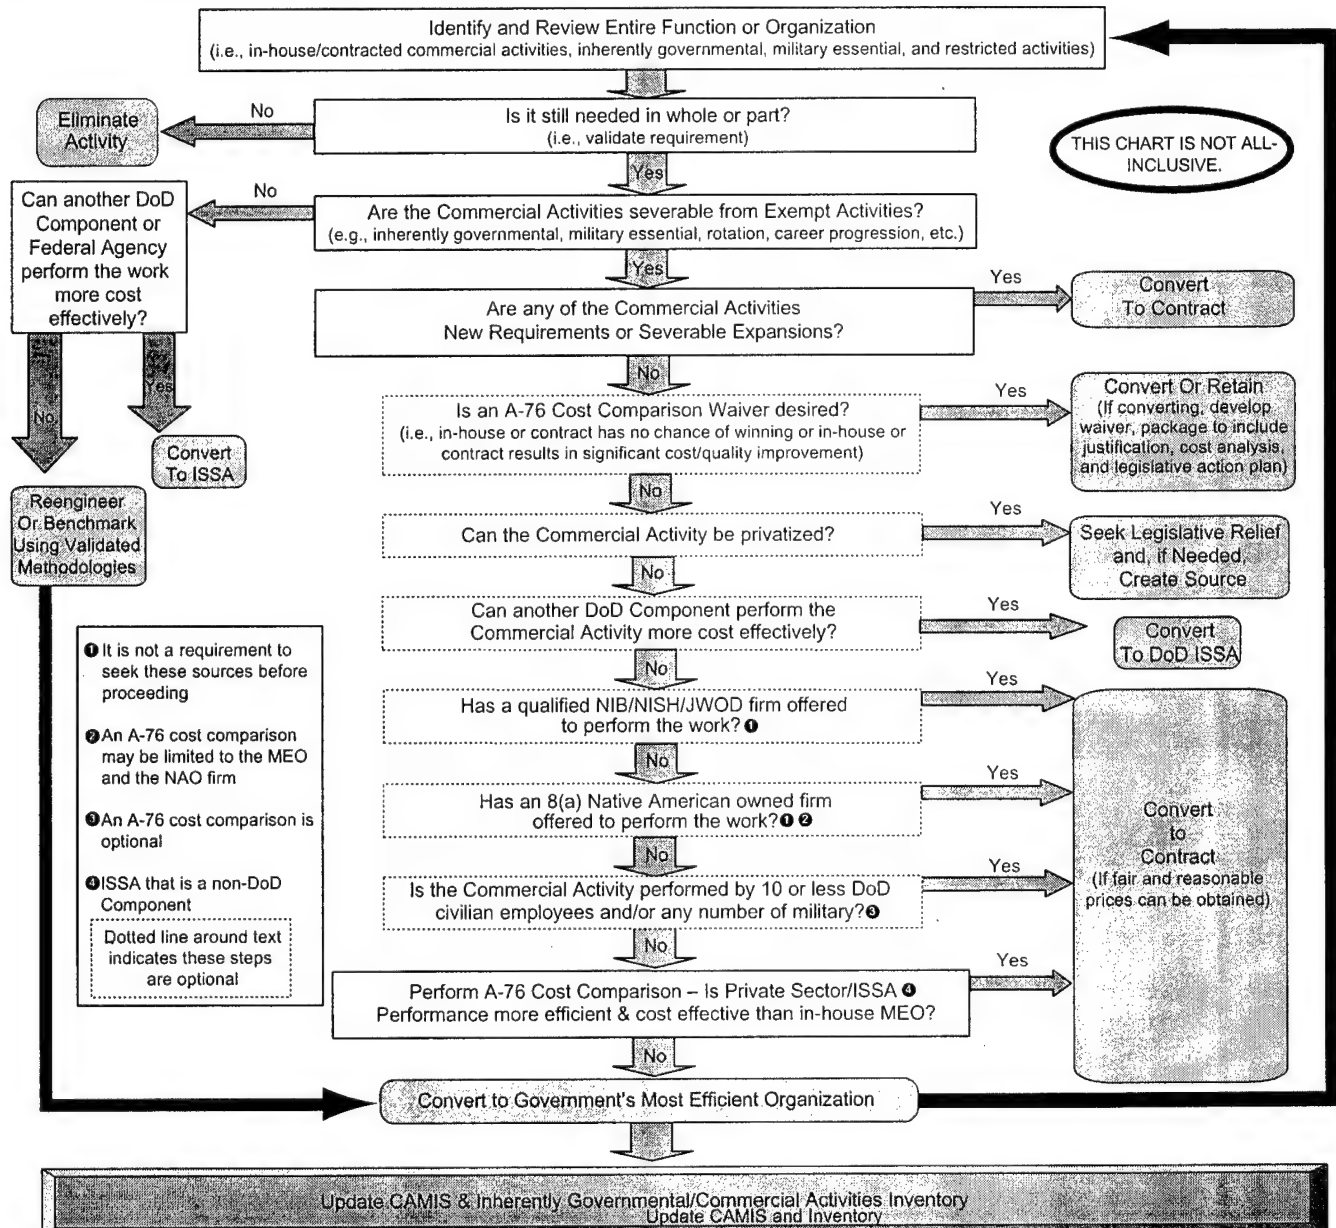 Identify and Review Entire Function or Organization
(i.e., in-house/contracted commercial activities, inherently governmental, military essential, and restricted activities)
No
Eliminate
Activity
Is it still needed in whole or part?
(i.e., validate requirement)
THIS CHART IS NOT ALL-
INCLUSIVE.
Yes
No
Can another DoD
Component or
Federal Agency
perform the work
more cost
effectively?
Are the Commercial Activities severable from Exempt Activities?
(e.g., inherently governmental, military essential, rotation, career progression, etc.)
Yes
Are any of the Commercial Activities
New Requirements or Severable Expansions?
Yes
Convert
To Contract
No
Yes
No
Convert
To ISSA
Reengineer
Or Benchmark
Using Validated
Methodologies
Is an A-76 Cost Comparison Waiver desired?
(i.e., in-house or contract has no chance of winning or in-house or
contract results in significant cost/quality improvement)
Yes
Convert Or Retain
(If converting, develop
waiver, package to include
justification, cost analysis,
and legislative action plan)
No
Can the Commercial Activity be privatized?
Yes
Seek Legislative Relief
and, if Needed,
Create Source
No
Can another DoD Component perform the
Commercial Activity more cost effectively?
Yes
Convert
To DoD ISSA
No
Has a qualified NIB/NISH/JWOD firm offered
to perform the work? ❶
Yes
No
Has an 8(a) Native American owned firm
offered to perform the work? ❶ ❷
Yes
No
Is the Commercial Activity performed by 10 or less DoD
civilian employees and/or any number of military? ❸
Yes
No
Perform A-76 Cost Comparison – Is Private Sector/ISSA ❹
Performance more efficient & cost effective than in-house MEO?
Yes
Convert
to
Contract
(If fair and reasonable
prices can be obtained)
No
❶ It is not a requirement to
seek these sources before
proceeding
❷ An A-76 cost comparison
may be limited to the MEO
and the NAO firm
❸ An A-76 cost comparison is
optional
❹ ISSA that is a non-DoD
Component
Dotted line around text
indicates these steps
are optional
Convert to Government's Most Efficient Organization
Update CAMIS & Inherently Governmental/Commercial Activities Inventory
Update CAMIS and Inventory